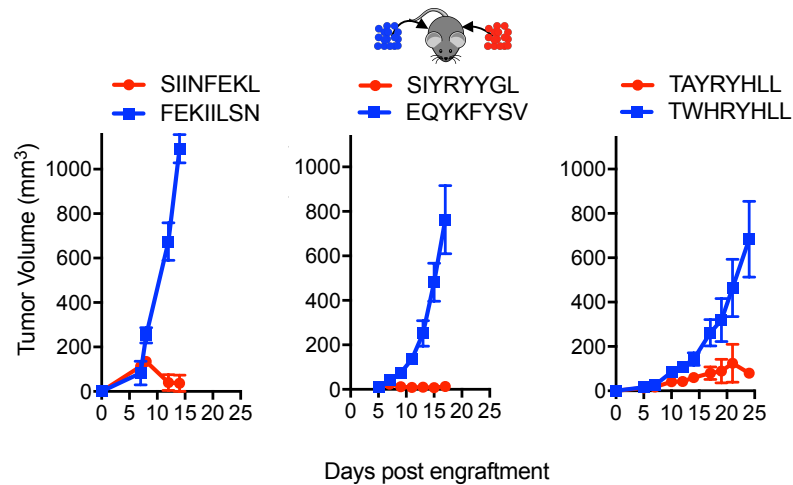 SIINFEKL
FEKIILSN
SIYRYYGL
EQYKFYSV
TAYRYHLL
TWHRYHLL
Tumor Volume (mm³)
1000
800
600
400
200
0
0 5 10 15 20 25
1000
800
600
400
200
0
0 5 10 15 20 25
1000
800
600
400
200
0
0 5 10 15 20 25
Days post engraftment